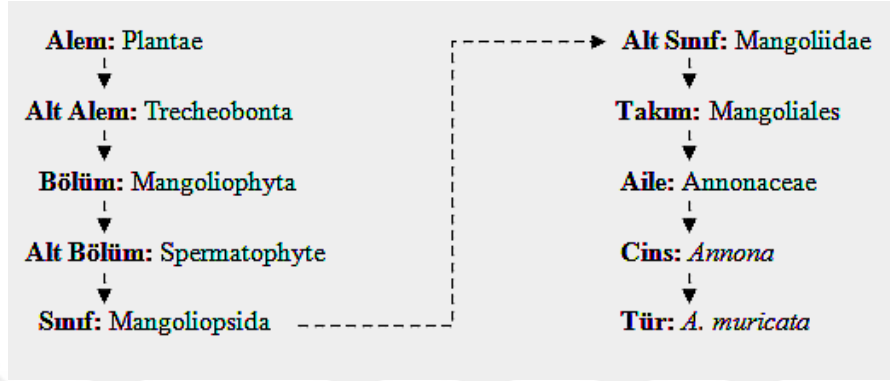 Alem: Plantae
Alt Alem: Trecheobonta
Bölüm: Mangoliophyta
Alt Bölüm: Spermatophyte
Sınıf: Mangoliopsida
Alt Sınıf: Mangoliidae
Takım: Mangoliales
Aile: Annonaceae
Cins: Annona
Tür: A. muricata